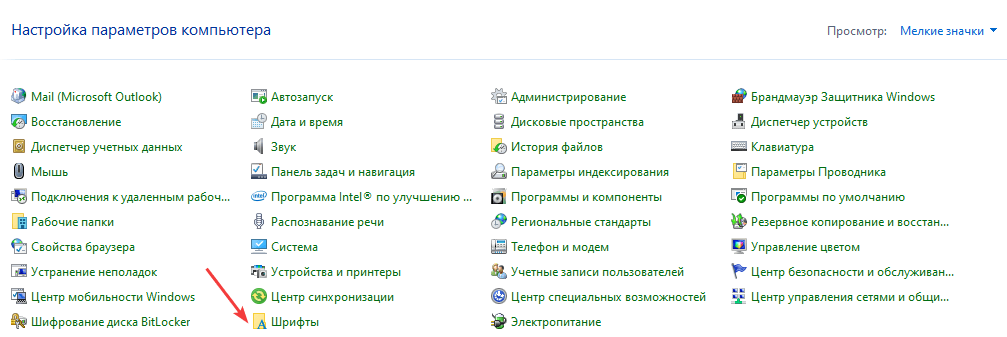 Настройка параметров компьютера
Просмотр: Мелкие значки
Mail (Microsoft Outlook) Автозапуск Администрирование Брандмауэр Защитника Windows
Восстановление Дата и время Дисковые пространства Диспетчер устройств
Диспетчер учетных данных Звук История файлов Клавиатура
Мышь Панель задач и навигация Параметры индексирования Параметры Проводника
Подключения к удаленным рабоч... Программа Intel® по улучшению ... Программы и компоненты Программы по умолчанию
Рабочие папки Распознавание речи Региональные стандарты Резервное копирование и восстан...
Свойства браузера Система Телефон и модем Управление цветом
Устранение неполадок Устройства и принтеры Учетные записи пользователей Центр безопасности и обслуживан...
Центр мобильности Windows Центр синхронизации Центр специальных возможностей Центр управления сетями и общи...
Шифрование диска BitLocker Шрифты Электропитание